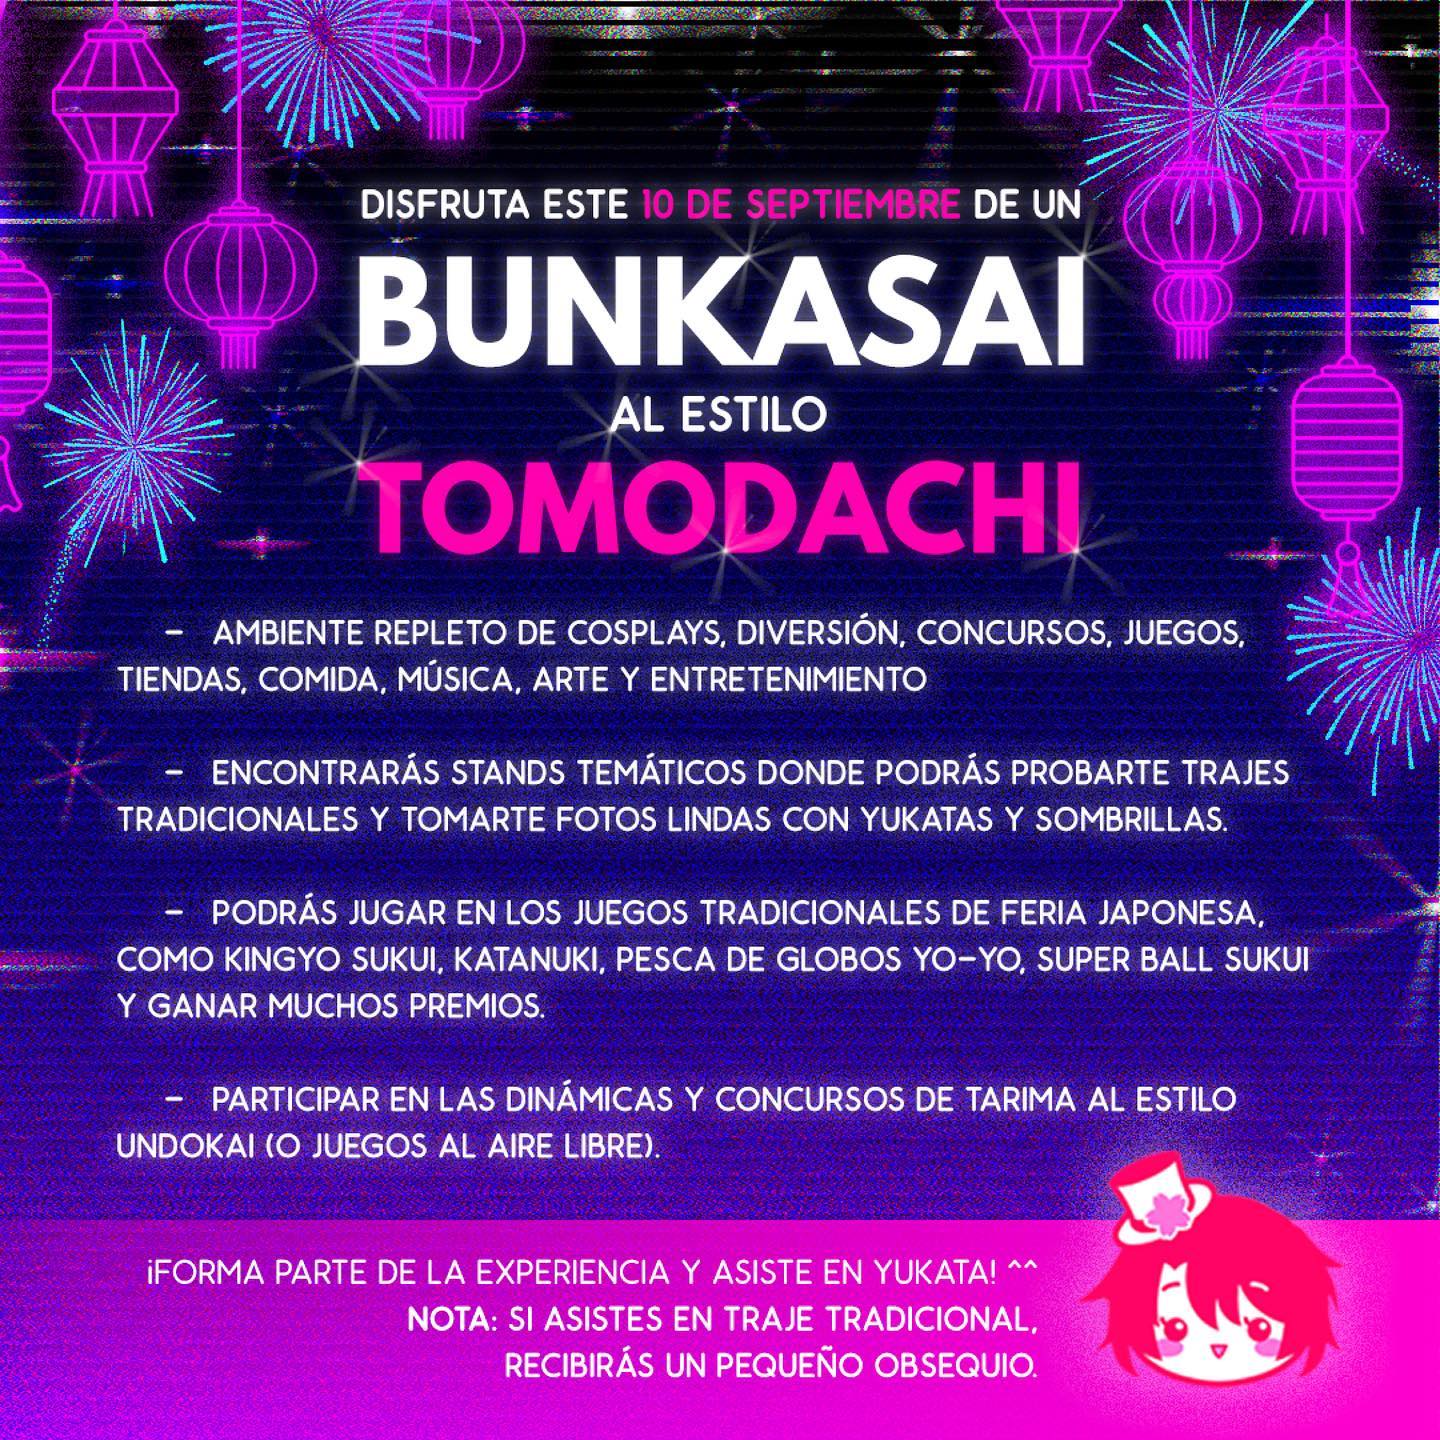 DISFRUTA ESTE 10 DE SEPTIEMBRE DE UN
BUNKASAI
AL ESTILO
TOMODACHI
– AMBIENTE REPLETO DE COSPLAYS, DIVERSIÓN, CONCURSOS, JUEGOS,
TIENDAS, COMIDA, MÚSICA, ARTE Y ENTRETENIMIENTO
– ENCONTRARÁS STANDS TEMÁTICOS DONDE PODRÁS PROBARTE TRAJES
TRADICIONALES Y TOMARTE FOTOS LINDAS CON YUKATAS Y SOMBRILLAS.
– PODRÁS JUGAR EN LOS JUEGOS TRADICIONALES DE FERIA JAPONESA,
COMO KINGYO SUKUI, KATANUKI, PESCA DE GLOBOS YO-YO, SUPER BALL SUKUI
Y GANAR MUCHOS PREMIOS.
– PARTICIPAR EN LAS DINÁMICAS Y CONCURSOS DE TARIMA AL ESTILO
UNDOKAI (O JUEGOS AL AIRE LIBRE).
¡FORMA PARTE DE LA EXPERIENCIA Y ASISTE EN YUKATA! ^^
NOTA: SI ASISTES EN TRAJE TRADICIONAL,
RECIBIRÁS UN PEQUEÑO OBSEQUIO.